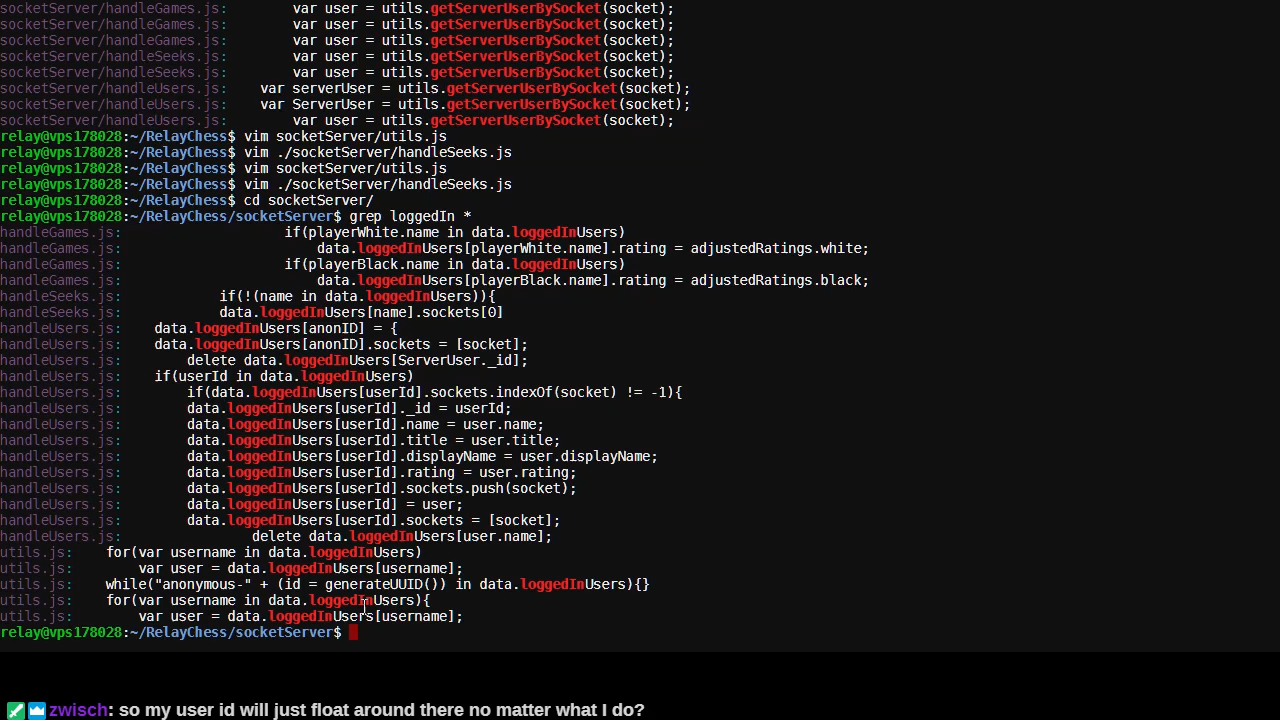 socketServer/handleGames.js:        var user = utils.getServerUserBySocket(socket);
socketServer/handleGames.js:        var user = utils.getServerUserBySocket(socket);
socketServer/handleGames.js:        var user = utils.getServerUserBySocket(socket);
socketServer/handleSeeks.js:        var user = utils.getServerUserBySocket(socket);
socketServer/handleSeeks.js:        var user = utils.getServerUserBySocket(socket);
socketServer/handleUsers.js:    var serverUser = utils.getServerUserBySocket(socket);
socketServer/handleUsers.js:    var ServerUser = utils.getServerUserBySocket(socket);
socketServer/handleUsers.js:        var user = utils.getServerUserBySocket(socket);
relay@vps178028:~/RelayChess$ vim socketServer/utils.js
relay@vps178028:~/RelayChess$ vim ./socketServer/handleSeeks.js
relay@vps178028:~/RelayChess$ vim socketServer/utils.js
relay@vps178028:~/RelayChess$ vim ./socketServer/handleSeeks.js
relay@vps178028:~/RelayChess$ cd socketServer/
relay@vps178028:~/RelayChess/socketServer$ grep loggedIn *
handleGames.js:                    if(playerWhite.name in data.loggedInUsers)
handleGames.js:                        data.loggedInUsers[playerWhite.name].rating = adjustedRatings.white;
handleGames.js:                    if(playerBlack.name in data.loggedInUsers)
handleGames.js:                        data.loggedInUsers[playerBlack.name].rating = adjustedRatings.black;
handleSeeks.js:            if(!(name in data.loggedInUsers)){
handleSeeks.js:            data.loggedInUsers[name].sockets[0]
handleUsers.js:    data.loggedInUsers[anonID] = {
handleUsers.js:    data.loggedInUsers[anonID].sockets = [socket];
handleUsers.js:        delete data.loggedInUsers[ServerUser._id];
handleUsers.js:    if(userId in data.loggedInUsers)
handleUsers.js:        if(data.loggedInUsers[userId].sockets.indexOf(socket) != -1){
handleUsers.js:        data.loggedInUsers[userId]._id = userId;
handleUsers.js:        data.loggedInUsers[userId].name = user.name;
handleUsers.js:        data.loggedInUsers[userId].title = user.title;
handleUsers.js:        data.loggedInUsers[userId].displayName = user.displayName;
handleUsers.js:        data.loggedInUsers[userId].rating = user.rating;
handleUsers.js:        data.loggedInUsers[userId].sockets.push(socket);
handleUsers.js:        data.loggedInUsers[userId] = user;
handleUsers.js:        data.loggedInUsers[userId].sockets = [socket];
handleUsers.js:                delete data.loggedInUsers[user.name];
utils.js:    for(var username in data.loggedInUsers)
utils.js:        var user = data.loggedInUsers[username];
utils.js:    while("anonymous-" + (id = generateUUID()) in data.loggedInUsers){}
utils.js:    for(var username in data.loggedInUsers){
utils.js:        var user = data.loggedInUsers[username];
relay@vps178028:~/RelayChess/socketServer$
zwisch: so my user id will just float around there no matter what I do?